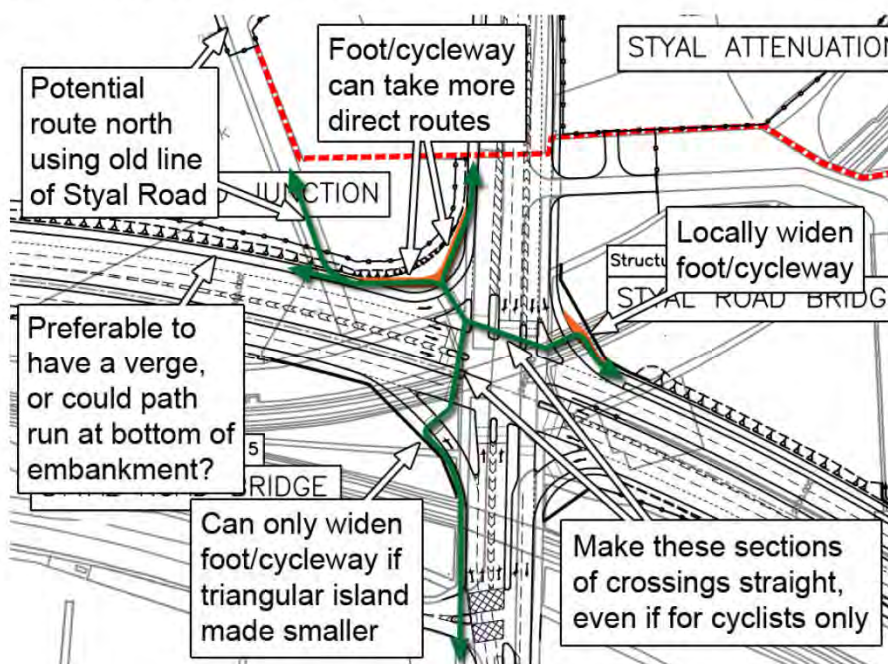 Foot/cycleway
can take more
direct routes
STYAL ATTENUATION
Potential
route north
using old line
of Styal Road
JUNCTION
Locally widen
foot/cycleway
Structu
STYAL ROAD BRIDG
Preferable to
have a verge,
or could path
run at bottom of
embankment?
5
BRIDGE
Can only widen
foot/cycleway if
triangular island
made smaller
Make these sections
of crossings straight,
even if for cyclists only